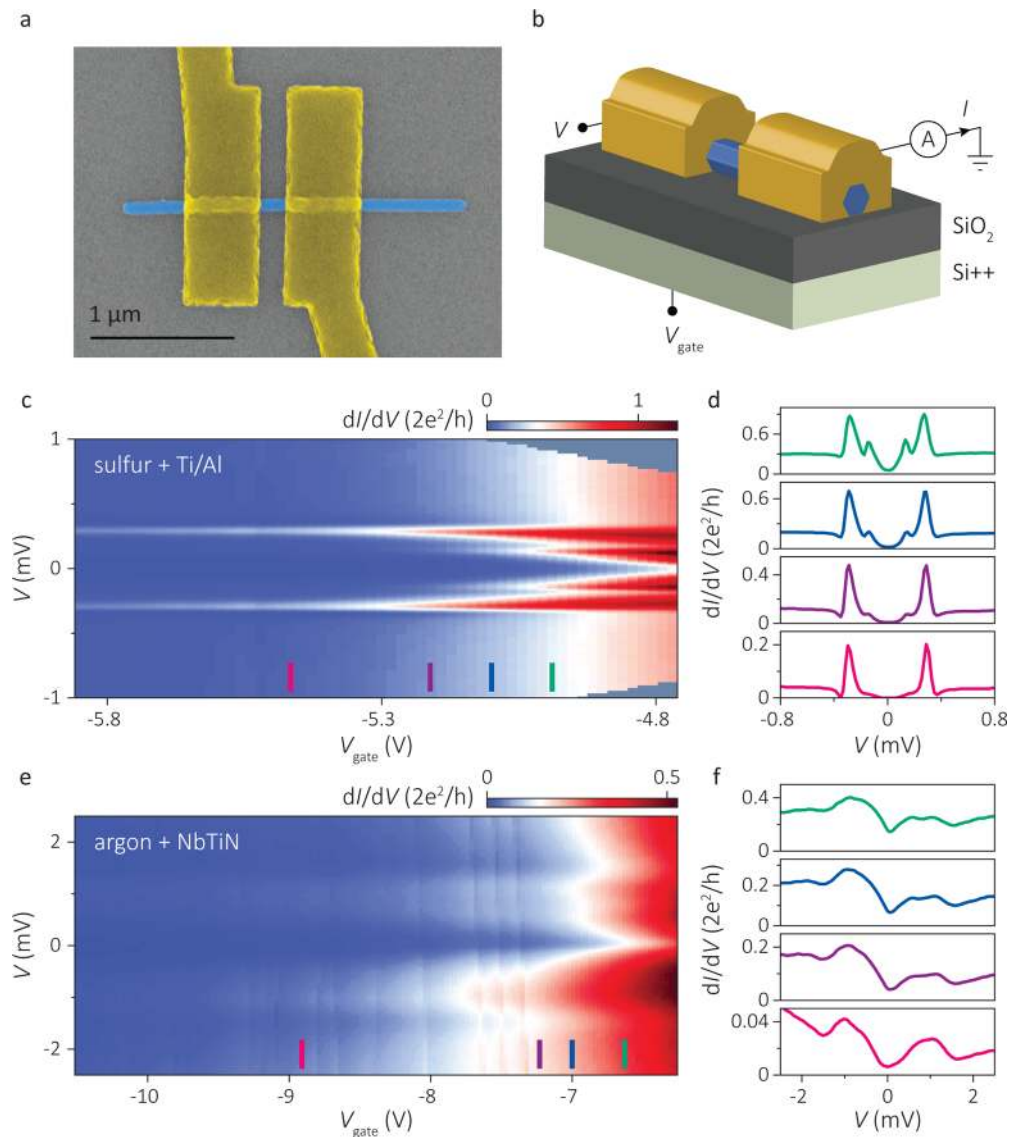 a
1 μm
b
V
A
I
SiO₂
Si++
V_gate
c
dI/dV (2e²/h)
0
1
sulfur + Ti/Al
1
0
-1
V (mV)
-5.8
-5.3
-4.8
V_gate (V)
d
0.6
0
0.6
0
0.4
0
0.2
0
dI/dV (2e²/h)
-0.8
0
0.8
V (mV)
e
dI/dV (2e²/h)
0
0.5
argon + NbTiN
2
0
-2
V (mV)
-10
-9
-8
-7
V_gate (V)
f
0.4
0
0.2
0
0.2
0
0.04
0
dI/dV (2e²/h)
-2
0
2
V (mV)